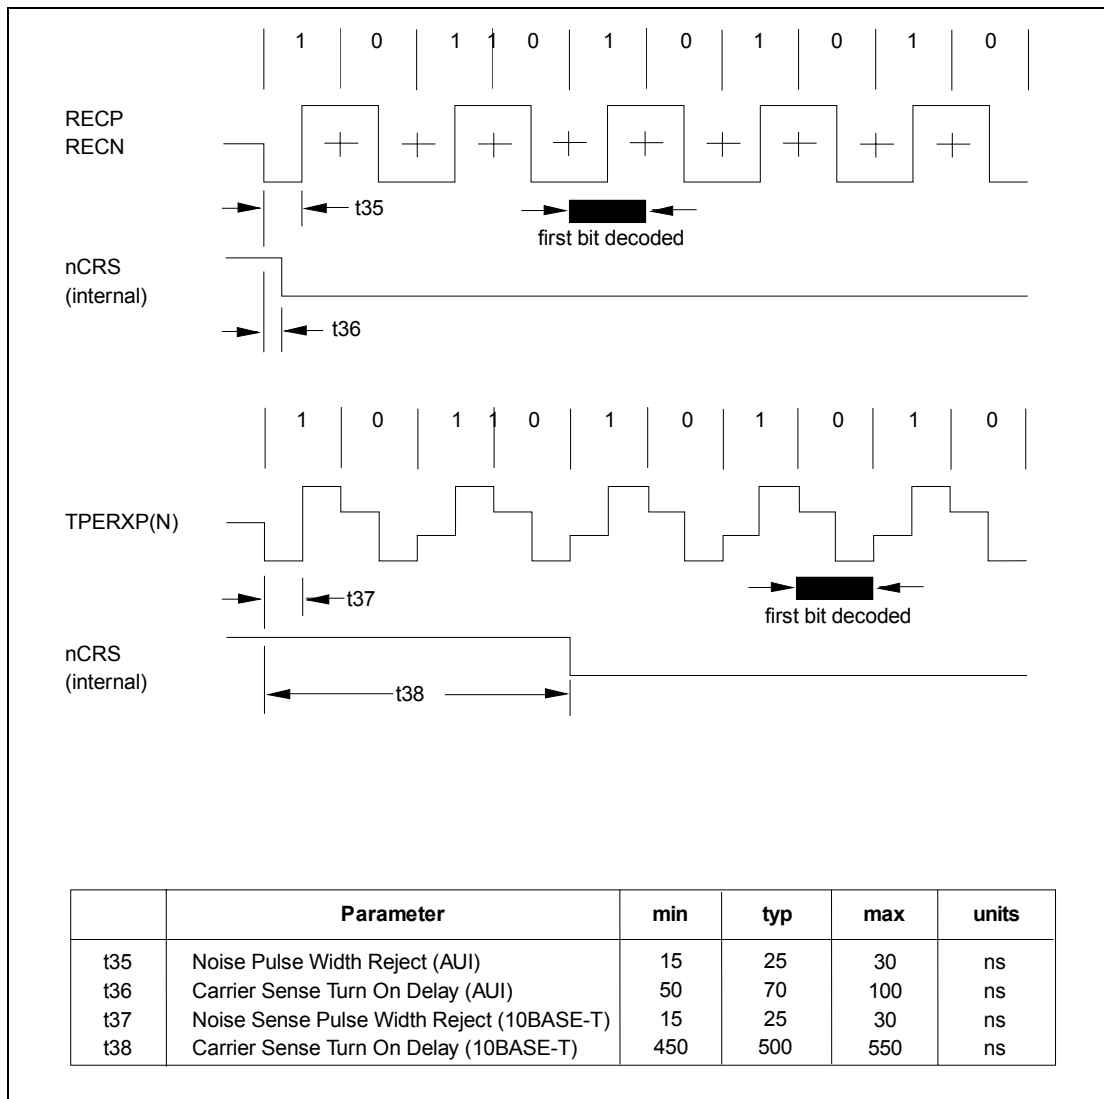 1 0 1 1 0 1 0 1 0 1 0
RECP
RECN
t35
first bit decoded
nCRS
(internal)
t36
1 0 1 1 0 1 0 1 0 1 0
TPERXP(N)
t37
first bit decoded
nCRS
(internal)
t38
Parameter min typ max units
t35 Noise Pulse Width Reject (AUI) 15 25 30 ns
t36 Carrier Sense Turn On Delay (AUI) 50 70 100 ns
t37 Noise Sense Pulse Width Reject (10BASE-T) 15 25 30 ns
t38 Carrier Sense Turn On Delay (10BASE-T) 450 500 550 ns